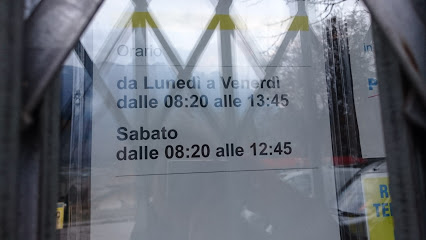 Orario
da Lunedì a Venerdì
dalle 08:20 alle 13:45
Sabato
dalle 08:20 alle 12:45